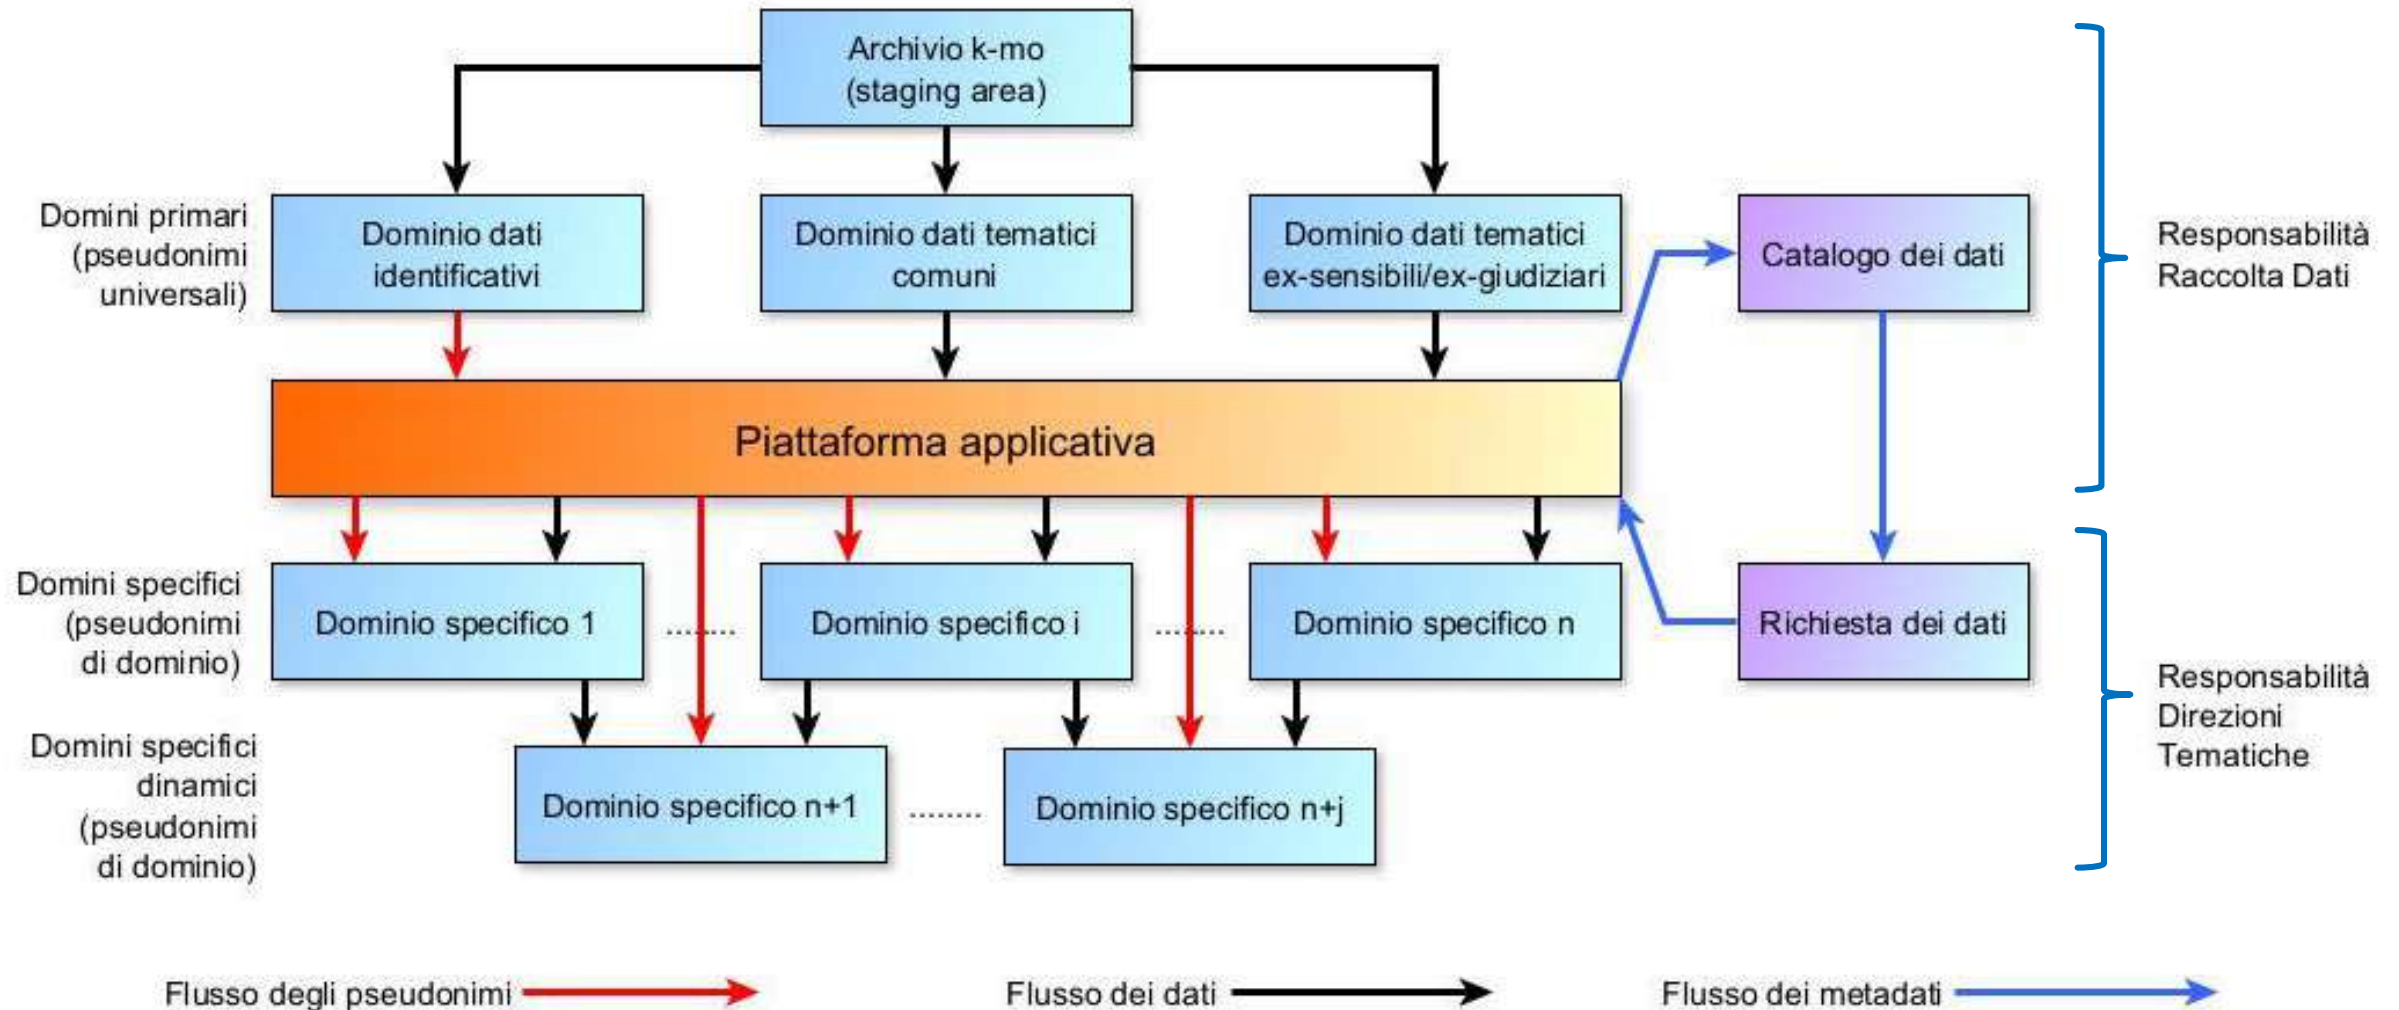 Archivio k-mo
(staging area)
Domini primari
(pseudonimi
universali)
Dominio dati
identificativi
Dominio dati tematici
comuni
Dominio dati tematici
ex-sensibili/ex-giudiziari
Catalogo dei dati
Responsabilità
Raccolta Dati
Piattaforma applicativa
Domini specifici
(pseudonimi
di dominio)
Dominio specifico 1
Dominio specifico i
Dominio specifico n
Richiesta dei dati
Responsabilità
Direzioni
Tematiche
Domini specifici
dinamici
(pseudonimi
di dominio)
Dominio specifico n+1
Dominio specifico n+j
Flusso degli pseudonimi
Flusso dei dati
Flusso dei metadati